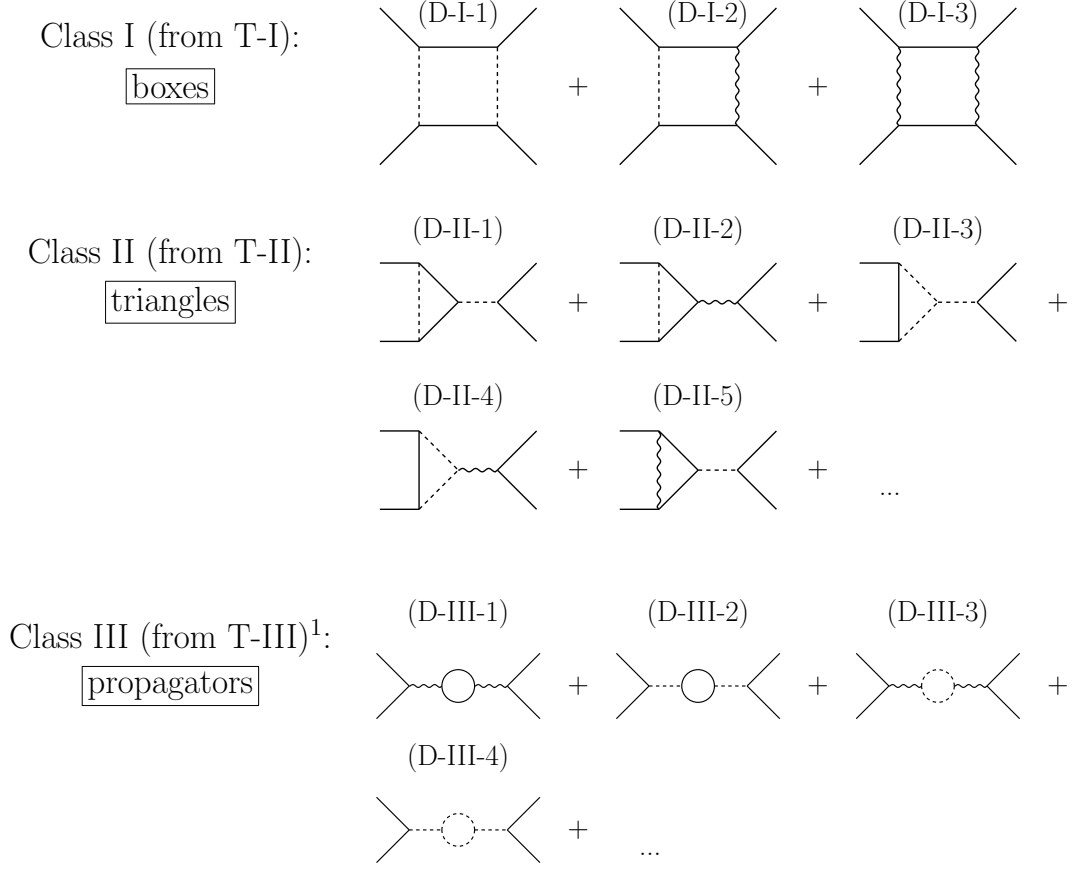 Class I (from T-I):
boxes
(D-I-1) (D-I-2) (D-I-3)
+ +
Class II (from T-II):
triangles
(D-II-1) (D-II-2) (D-II-3)
+ + +
(D-II-4) (D-II-5)
+ + ...
Class III (from T-III)¹:
propagators
(D-III-1) (D-III-2) (D-III-3)
+ + +
(D-III-4)
+ ...